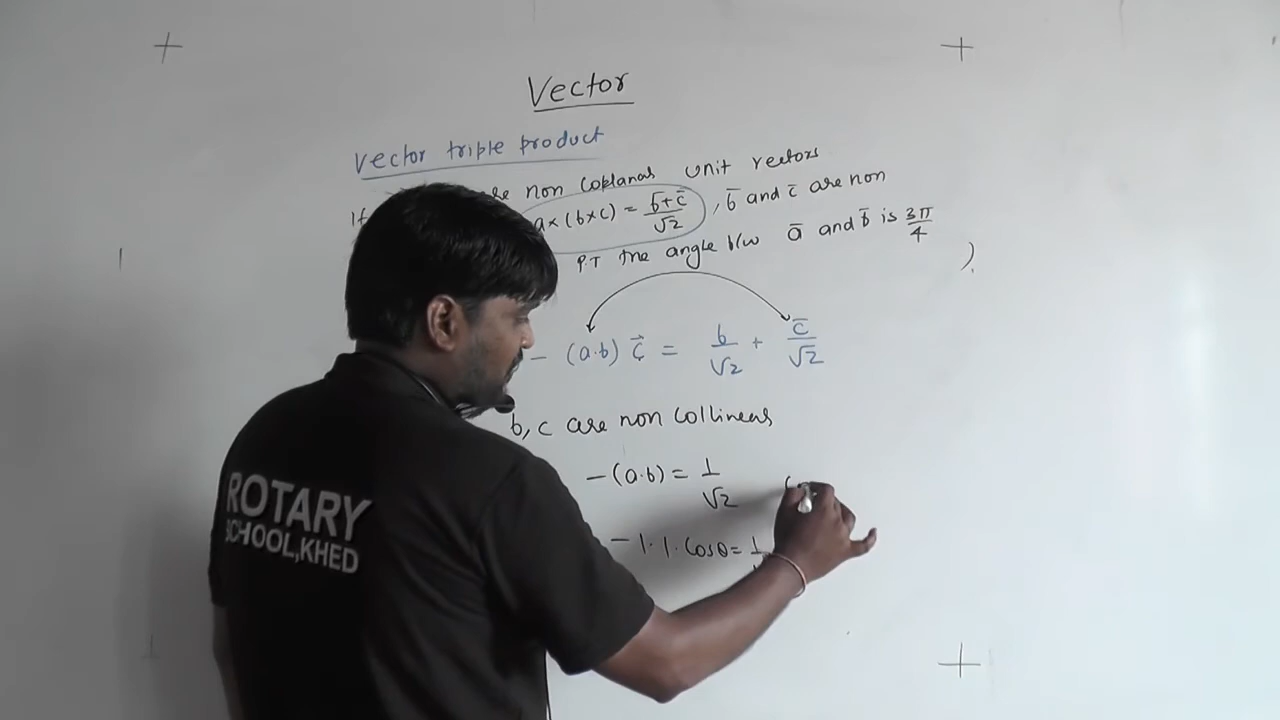 Vector
Vector triple product
If are non coplanar unit vectors
a×(b×c) = b̄+c̄/√2 , b̄ and c̄ are non
P.T the angle b/w ā and b̄ is 3π/4 ).
- (a·b) c⃗ = b/√2 + c̄/√2
b, c are non collinear
-(a·b) = 1/√2
- 1·1·Cosθ = 1
ROTARY
SCHOOL,KHED